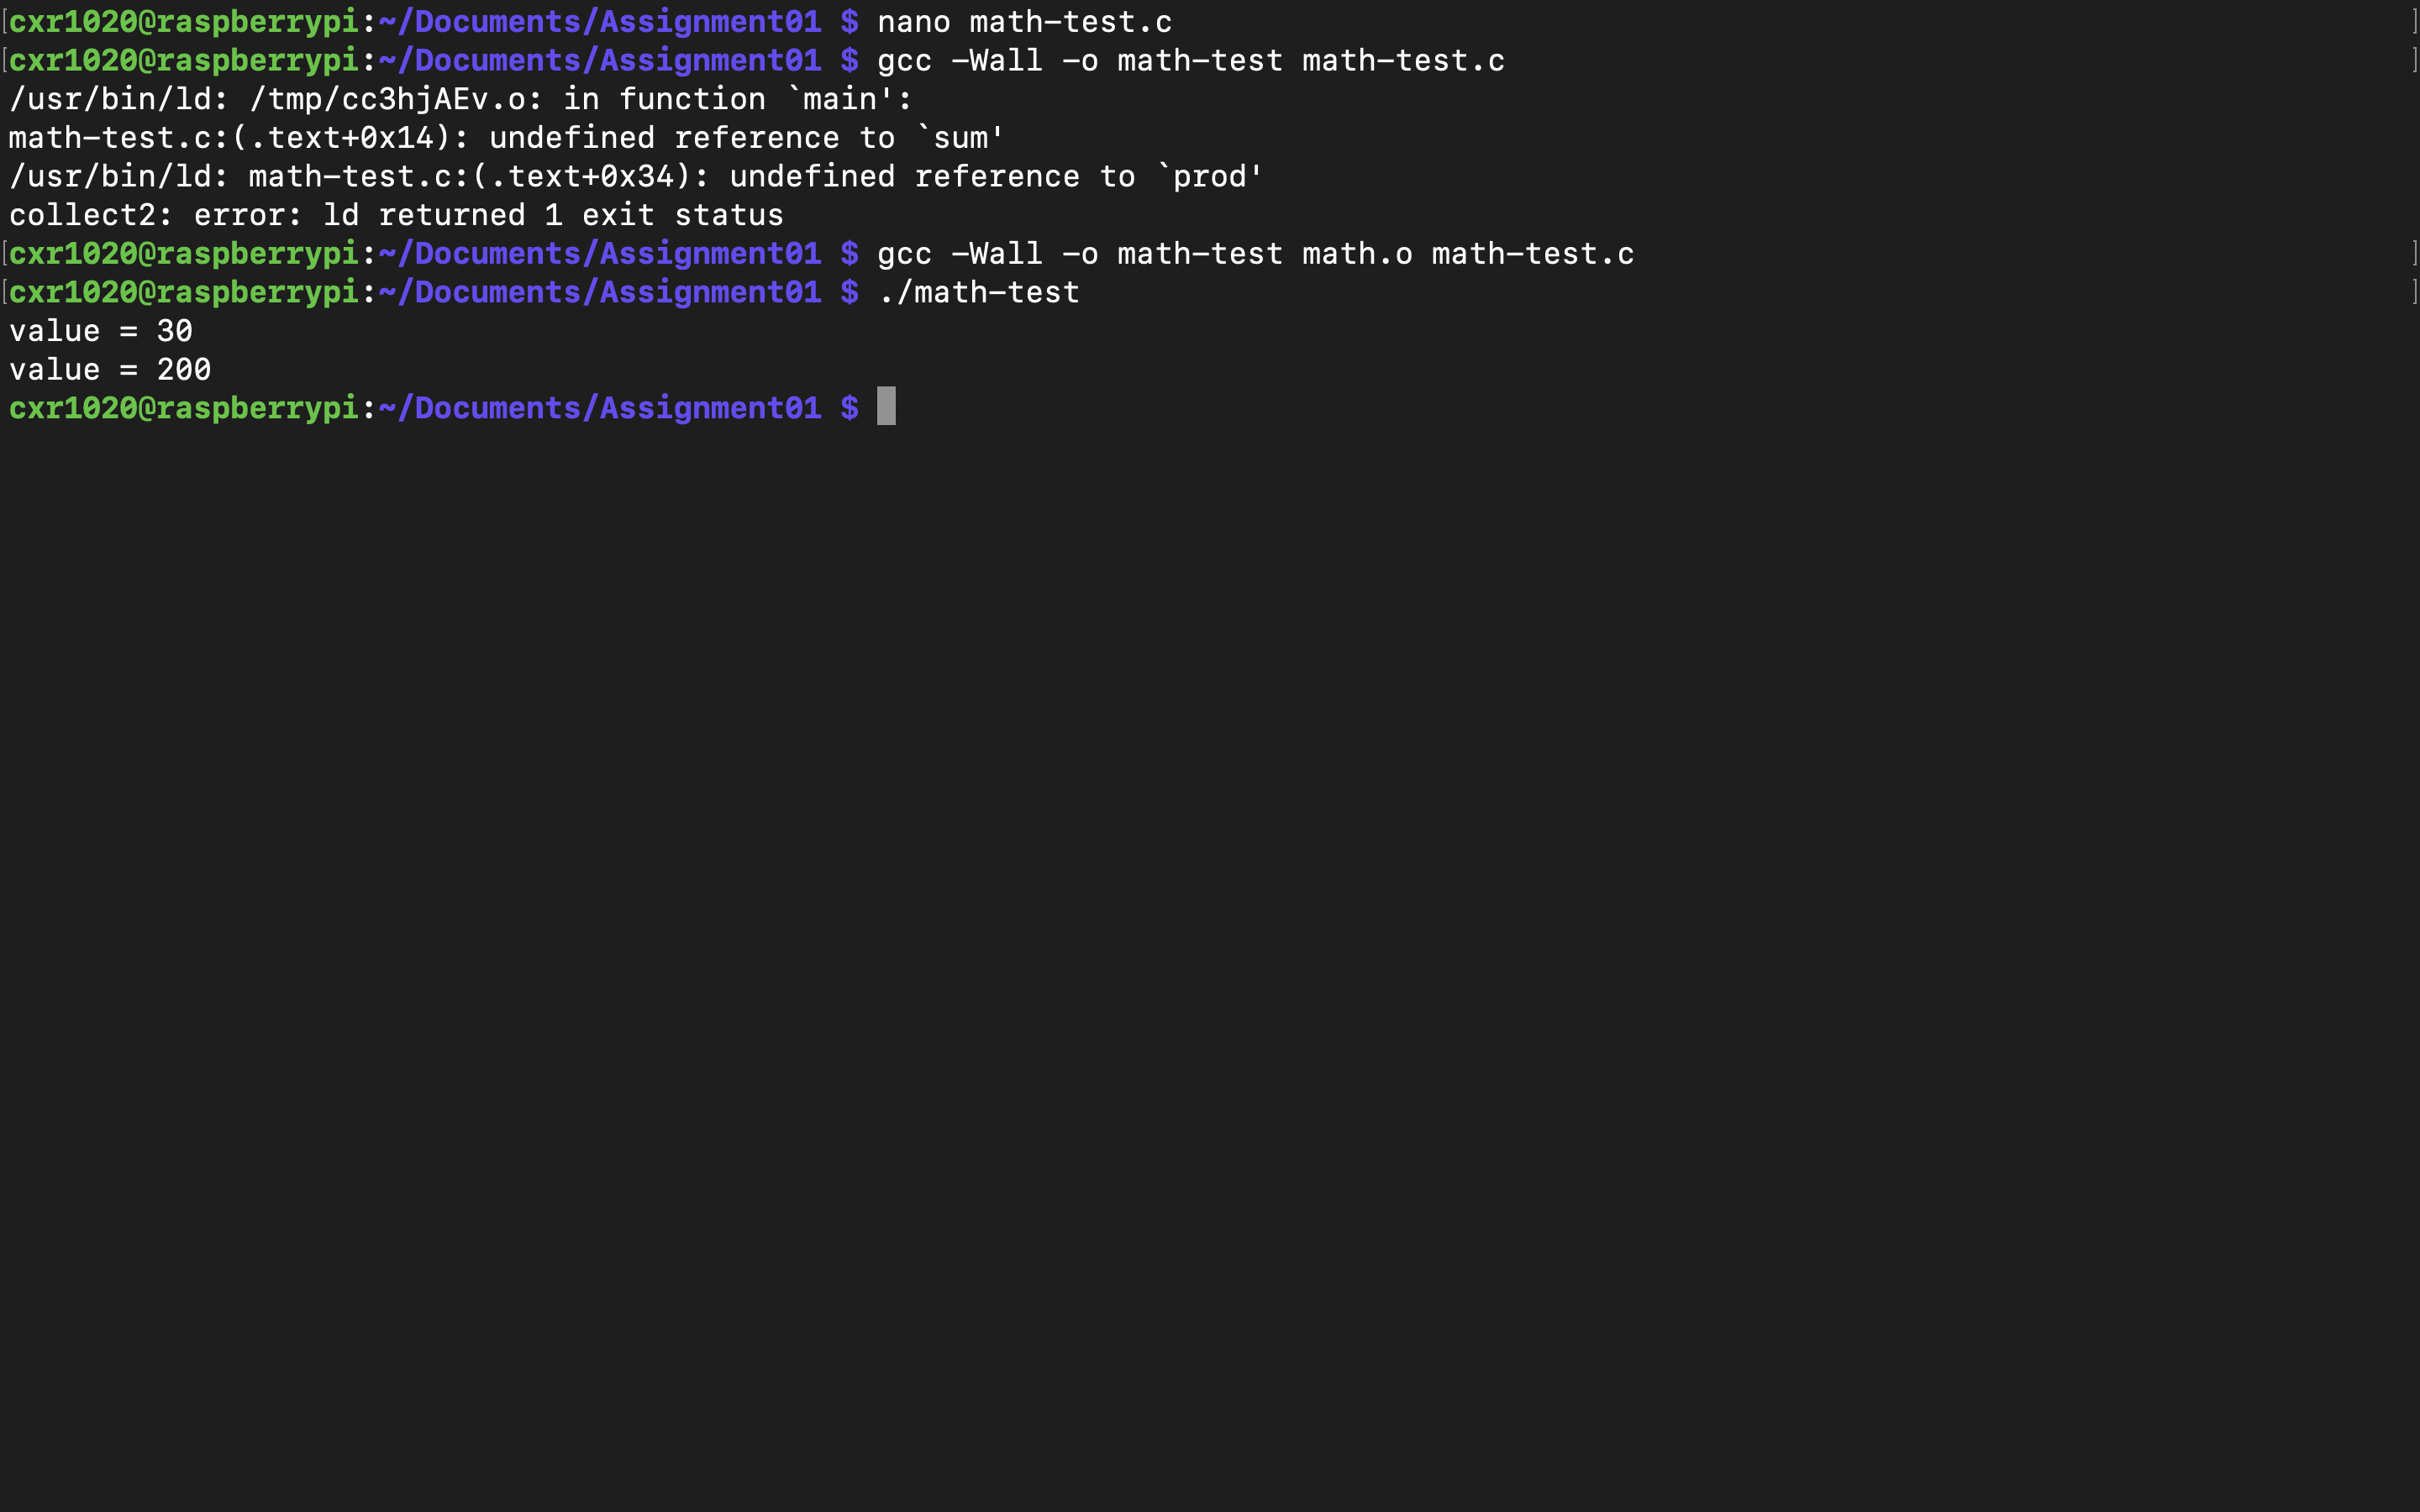 [cxr1020@raspberrypi:~/Documents/Assignment01 $ nano math-test.c ]
[cxr1020@raspberrypi:~/Documents/Assignment01 $ gcc -Wall -o math-test math-test.c ]
/usr/bin/ld: /tmp/cc3hjAEv.o: in function `main':
math-test.c:(.text+0x14): undefined reference to `sum'
/usr/bin/ld: math-test.c:(.text+0x34): undefined reference to `prod'
collect2: error: ld returned 1 exit status
[cxr1020@raspberrypi:~/Documents/Assignment01 $ gcc -Wall -o math-test math.o math-test.c ]
[cxr1020@raspberrypi:~/Documents/Assignment01 $ ./math-test ]
value = 30
value = 200
cxr1020@raspberrypi:~/Documents/Assignment01 $